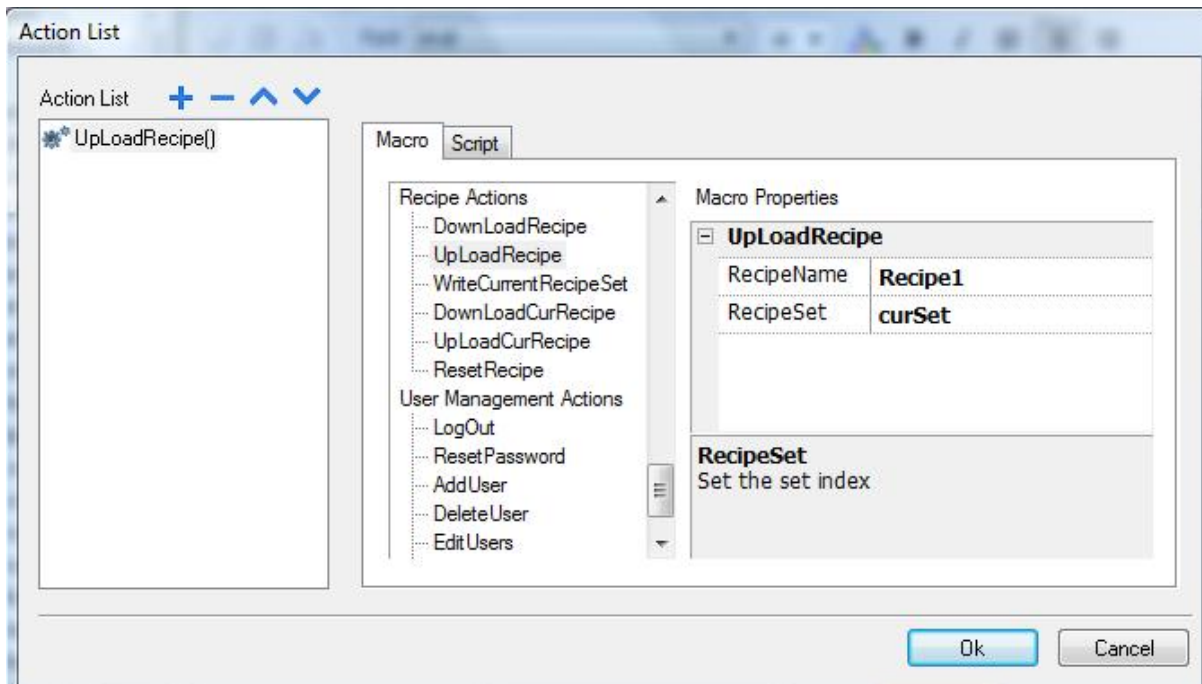 Action List
Action List
UpLoadRecipe()
Macro
Script
Recipe Actions
DownLoadRecipe
UpLoadRecipe
WriteCurrentRecipeSet
DownLoadCurRecipe
UpLoadCurRecipe
ResetRecipe
User Management Actions
LogOut
ResetPassword
AddUser
DeleteUser
EditUsers
Macro Properties
UpLoadRecipe
RecipeName Recipe1
RecipeSet curSet
RecipeSet
Set the set index
Ok
Cancel